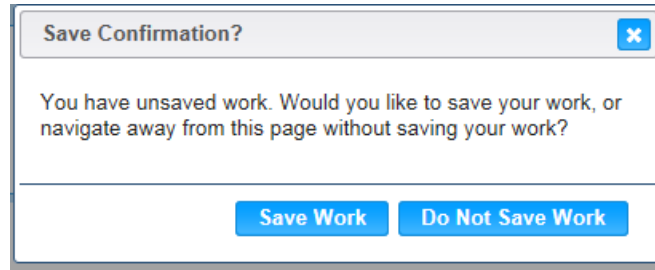 Save Confirmation?
You have unsaved work. Would you like to save your work, or
navigate away from this page without saving your work?
Save Work
Do Not Save Work